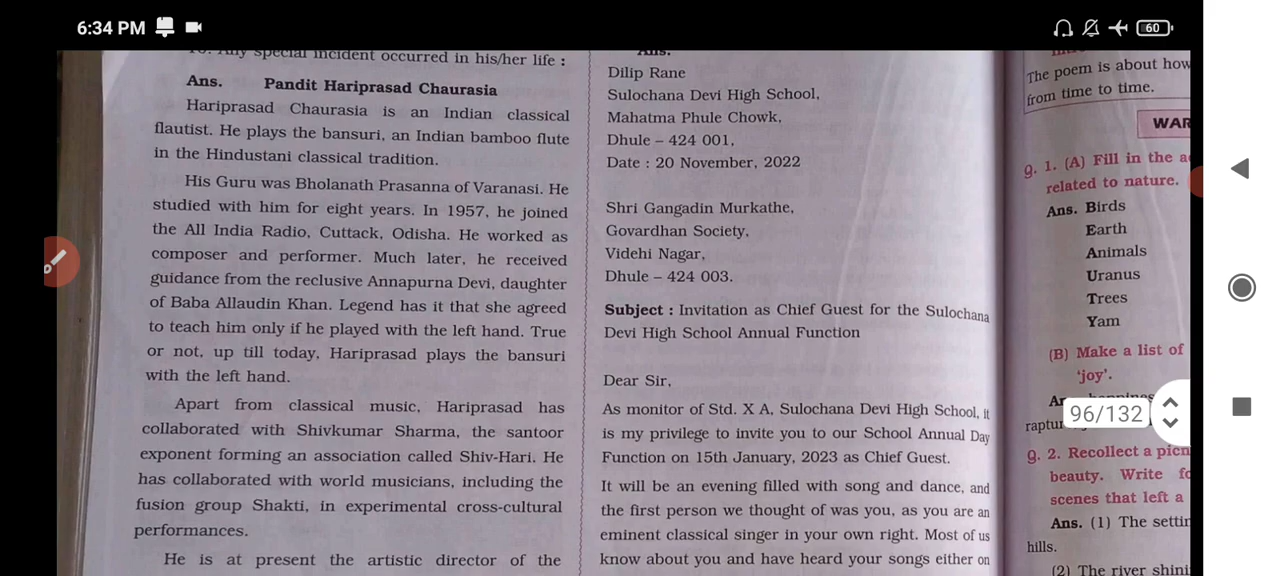 6:34 PM
60
10. Any special incident occurred in his/her life :
Ans. Pandit Hariprasad Chaurasia
Hariprasad Chaurasia is an Indian classical
flautist. He plays the bansuri, an Indian bamboo flute
in the Hindustani classical tradition.
His Guru was Bholanath Prasanna of Varanasi. He
studied with him for eight years. In 1957, he joined
the All India Radio, Cuttack, Odisha. He worked as
composer and performer. Much later, he received
guidance from the reclusive Annapurna Devi, daughter
of Baba Allaudin Khan. Legend has it that she agreed
to teach him only if he played with the left hand. True
or not, up till today, Hariprasad plays the bansuri
with the left hand.
Apart from classical music, Hariprasad has
collaborated with Shivkumar Sharma, the santoor
exponent forming an association called Shiv-Hari. He
has collaborated with world musicians, including the
fusion group Shakti, in experimental cross-cultural
performances.
He is at present the artistic director of the
Ans.
Dilip Rane
Sulochana Devi High School,
Mahatma Phule Chowk,
Dhule – 424 001,
Date : 20 November, 2022
Shri Gangadin Murkathe,
Govardhan Society,
Videhi Nagar,
Dhule – 424 003.
Subject : Invitation as Chief Guest for the Sulochana
Devi High School Annual Function
Dear Sir,
As monitor of Std. X A, Sulochana Devi High School, it
is my privilege to invite you to our School Annual Day
Function on 15th January, 2023 as Chief Guest.
It will be an evening filled with song and dance, and
the first person we thought of was you, as you are an
eminent classical singer in your own right. Most of us
know about you and have heard your songs either on
The poem is about how
from time to time.
WAR
Q. 1. (A) Fill in the
related to nature.
Ans. Birds
Earth
Animals
Uranus
Trees
Yam
(B) Make a list of
'joy'.
96/132
Q. 2. Recollect a
beauty. Write
scenes that left a
Ans. (1) The
hills.
(2) The river